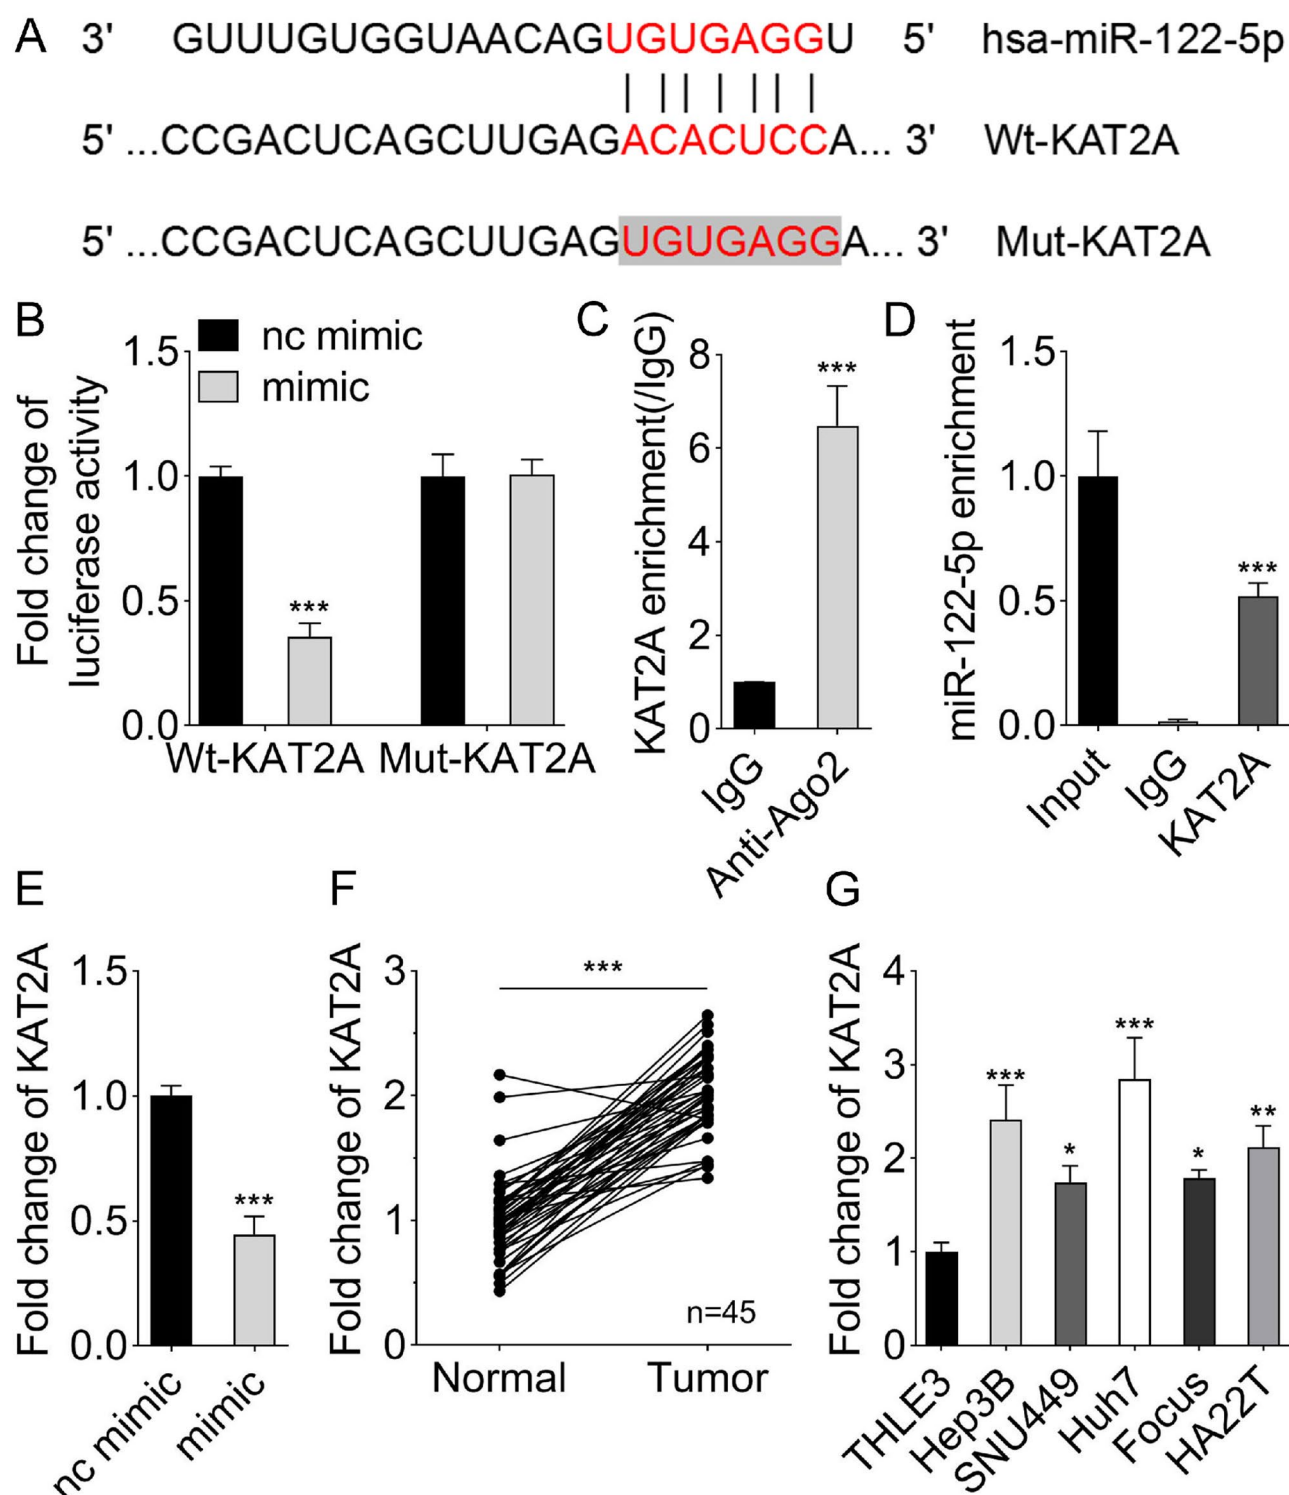 A 3' GUUUGUGGUAACAGUGUGAGGU 5' hsa-miR-122-5p
5' ...CCGACUCAGCUUGAGACACUCCA... 3' Wt-KAT2A
5' ...CCGACUCAGCUUGAGUGUGAGGA... 3' Mut-KAT2A
B
nc mimic
mimic
Fold change of
luciferase activity
1.5
1.0
0.5
0.0
***
Wt-KAT2A Mut-KAT2A
C
KAT2A enrichment(/IgG)
8
6
4
2
0
***
IgG
Anti-Ago2
D
miR-122-5p enrichment
1.5
1.0
0.5
0.0
***
Input
IgG
KAT2A
E
Fold change of KAT2A
1.5
1.0
0.5
0.0
***
nc mimic
mimic
F
Fold change of KAT2A
3
2
1
0
***
n=45
Normal Tumor
G
Fold change of KAT2A
4
3
2
1
0
***
*
***
*
**
THLE3
Hep3B
SNU449
Huh7
Focus
HA22T